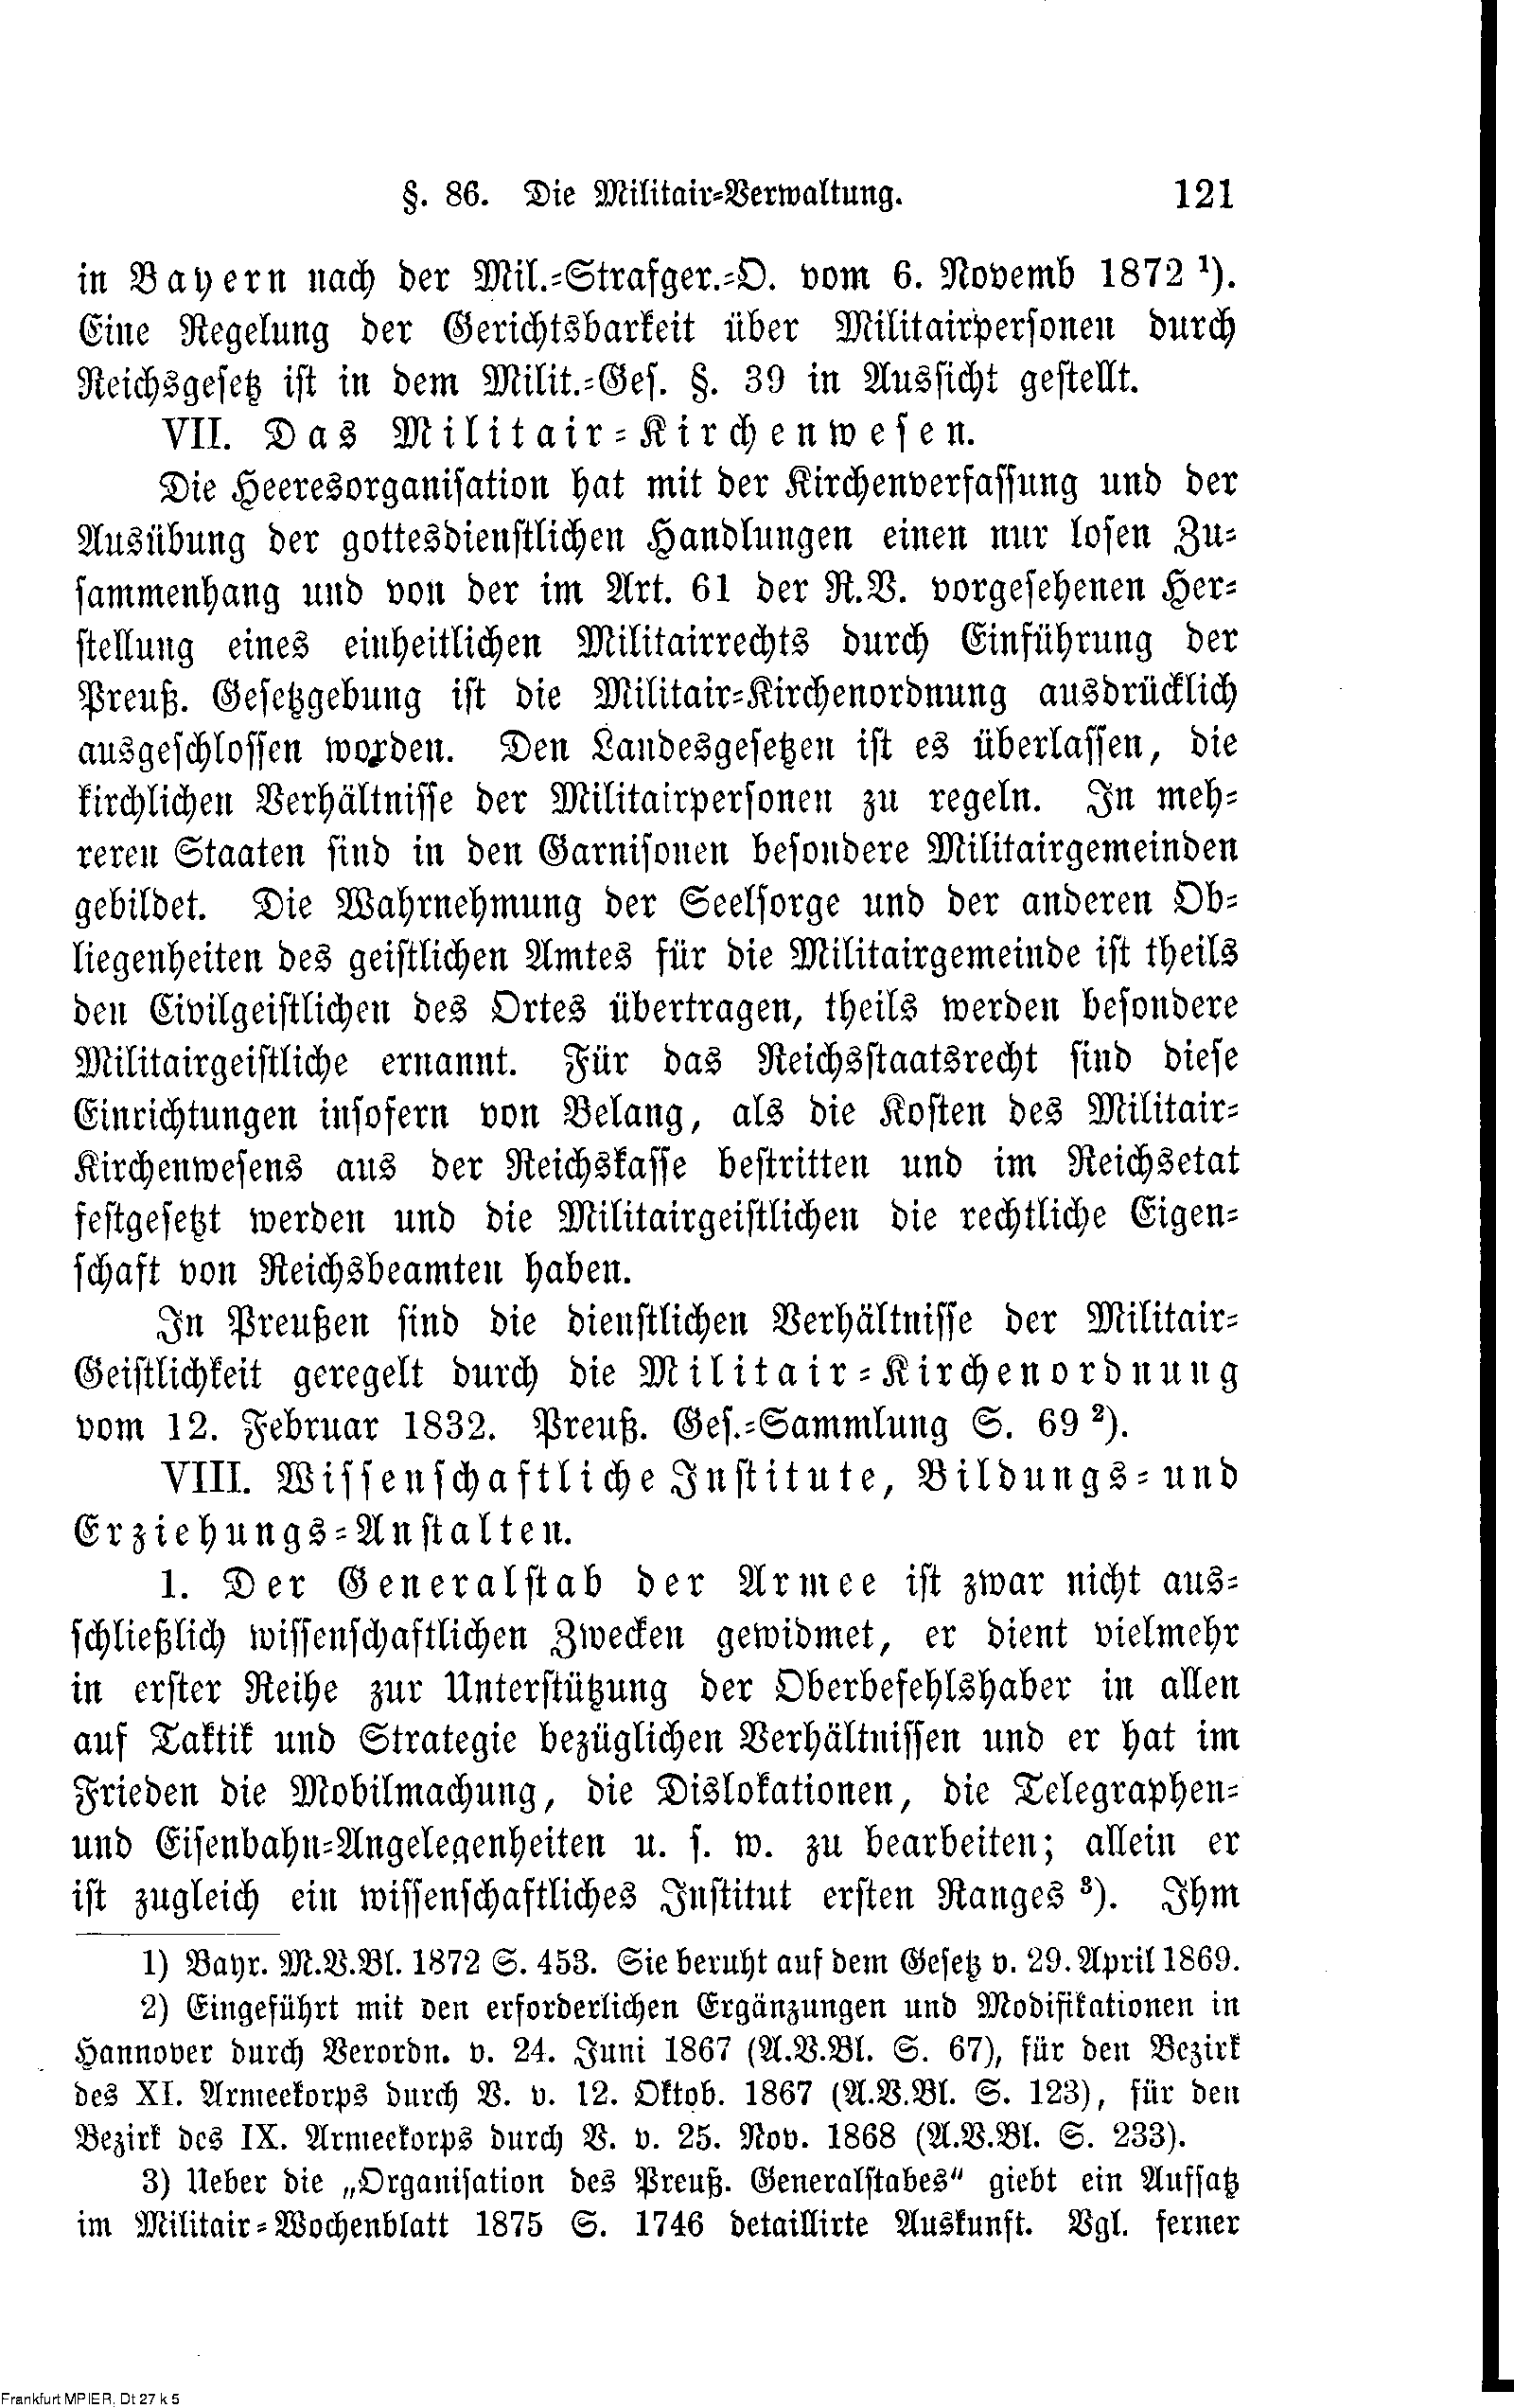 §. 86. Die Militair-Verwaltung. 121
in Bayern nach der Mil.-Strafger.-O. vom 6. Novemb 1872 ¹).
Eine Regelung der Gerichtsbarkeit über Militairpersonen durch
Reichsgesetz ist in dem Milit.-Ges. §. 39 in Aussicht gestellt.
VII. Das Militair-Kirchenwesen.
Die Heeresorganisation hat mit der Kirchenverfassung und der
Ausübung der gottesdienstlichen Handlungen einen nur losen Zu-
sammenhang und von der im Art. 61 der R.V. vorgesehenen Her-
stellung eines einheitlichen Militairrechts durch Einführung der
Preuß. Gesetzgebung ist die Militair-Kirchenordnung ausdrücklich
ausgeschlossen worden. Den Landesgesetzen ist es überlassen, die
kirchlichen Verhältnisse der Militairpersonen zu regeln. In meh-
reren Staaten sind in den Garnisonen besondere Militairgemeinden
gebildet. Die Wahrnehmung der Seelsorge und der anderen Ob-
liegenheiten des geistlichen Amtes für die Militairgemeinde ist theils
den Civilgeistlichen des Ortes übertragen, theils werden besondere
Militairgeistliche ernannt. Für das Reichsstaatsrecht sind diese
Einrichtungen insofern von Belang, als die Kosten des Militair-
Kirchenwesens aus der Reichskasse bestritten und im Reichsetat
festgesetzt werden und die Militairgeistlichen die rechtliche Eigen-
schaft von Reichsbeamten haben.
In Preußen sind die dienstlichen Verhältnisse der Militair-
Geistlichkeit geregelt durch die Militair-Kirchenordnung
vom 12. Februar 1832. Preuß. Ges.-Sammlung S. 69 ²).
VIII. Wissenschaftliche Institute, Bildungs- und
Erziehungs-Anstalten.
1. Der Generalstab der Armee ist zwar nicht aus-
schließlich wissenschaftlichen Zwecken gewidmet, er dient vielmehr
in erster Reihe zur Unterstützung der Oberbefehlshaber in allen
auf Taktik und Strategie bezüglichen Verhältnissen und er hat im
Frieden die Mobilmachung, die Dislokationen, die Telegraphen-
und Eisenbahn-Angelegenheiten u. s. w. zu bearbeiten; allein er
ist zugleich ein wissenschaftliches Institut ersten Ranges ³). Ihm
1) Bayr. M.V.Bl. 1872 S. 453. Sie beruht auf dem Gesetz v. 29. April 1869.
2) Eingeführt mit den erforderlichen Ergänzungen und Modifikationen in
Hannover durch Verordn. v. 24. Juni 1867 (A.V.Bl. S. 67), für den Bezirk
des XI. Armeekorps durch V. v. 12. Oktob. 1867 (A.V.Bl. S. 123), für den
Bezirk des IX. Armeekorps durch V. v. 25. Nov. 1868 (A.V.Bl. S. 233).
3) Ueber die „Organisation des Preuß. Generalstabes" giebt ein Aufsatz
im Militair-Wochenblatt 1875 S. 1746 detaillirte Auskunft. Vgl. ferner
Frankfurt MPIER, Dt 27 k 5